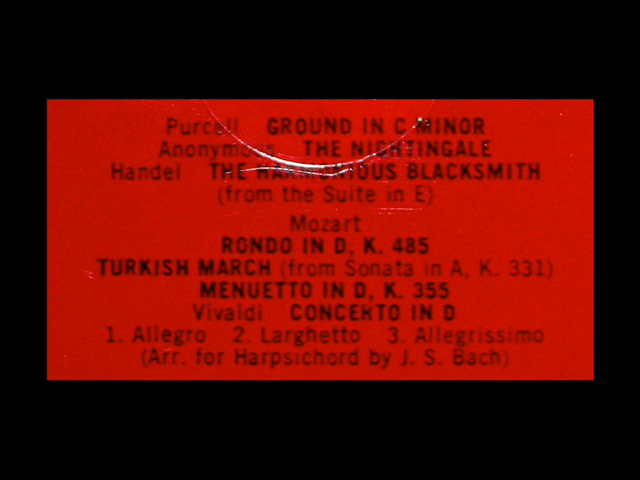 Purcell GROUND IN C MINOR
Anonymous THE NIGHTINGALE
Handel THE HARMONIOUS BLACKSMITH
(from the Suite in E)
Mozart
RONDO IN D, K. 485
TURKISH MARCH (from Sonata in A, K. 331)
MENUETTO IN D, K. 355
Vivaldi CONCERTO IN D
1. Allegro 2. Larghetto 3. Allegrissimo
(Arr. for Harpsichord by J. S. Bach)